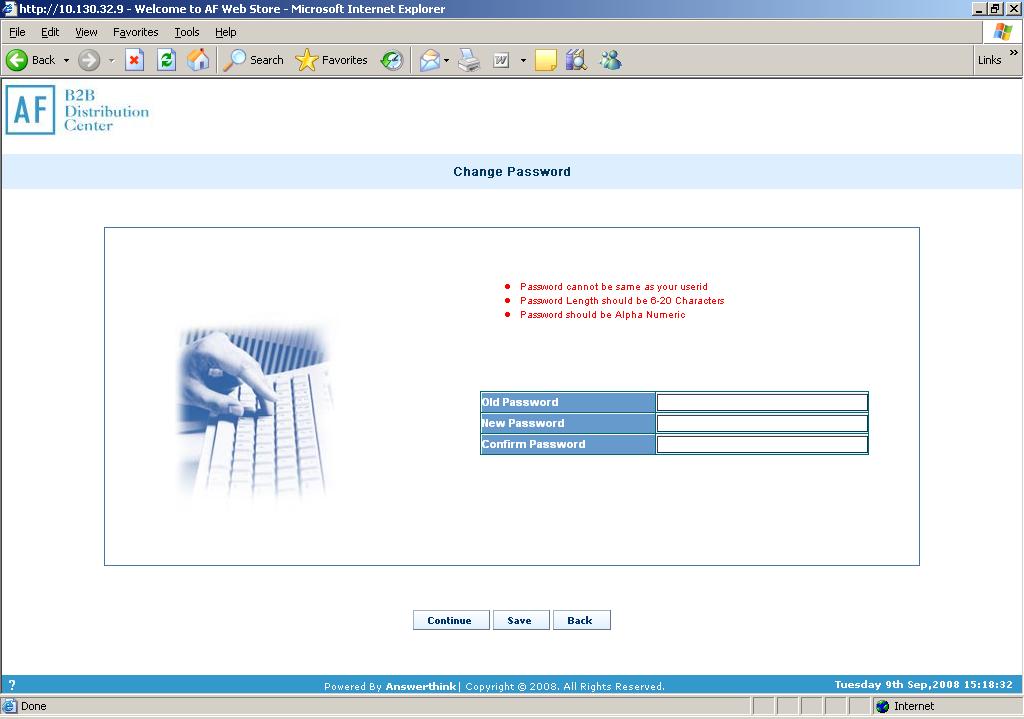 http://10.130.32.9 - Welcome to AF Web Store - Microsoft Internet Explorer
File Edit View Favorites Tools Help
Back Search Favorites W Links »
AF B2B
Distribution
Center
Change Password
Password cannot be same as your userid
Password Length should be 6-20 Characters
Password should be Alpha Numeric
Old Password
New Password
Confirm Password
Continue Save Back
? Powered By Answerthink| Copyright © 2008. All Rights Reserved. Tuesday 9th Sep,2008 15:18:32
Done Internet